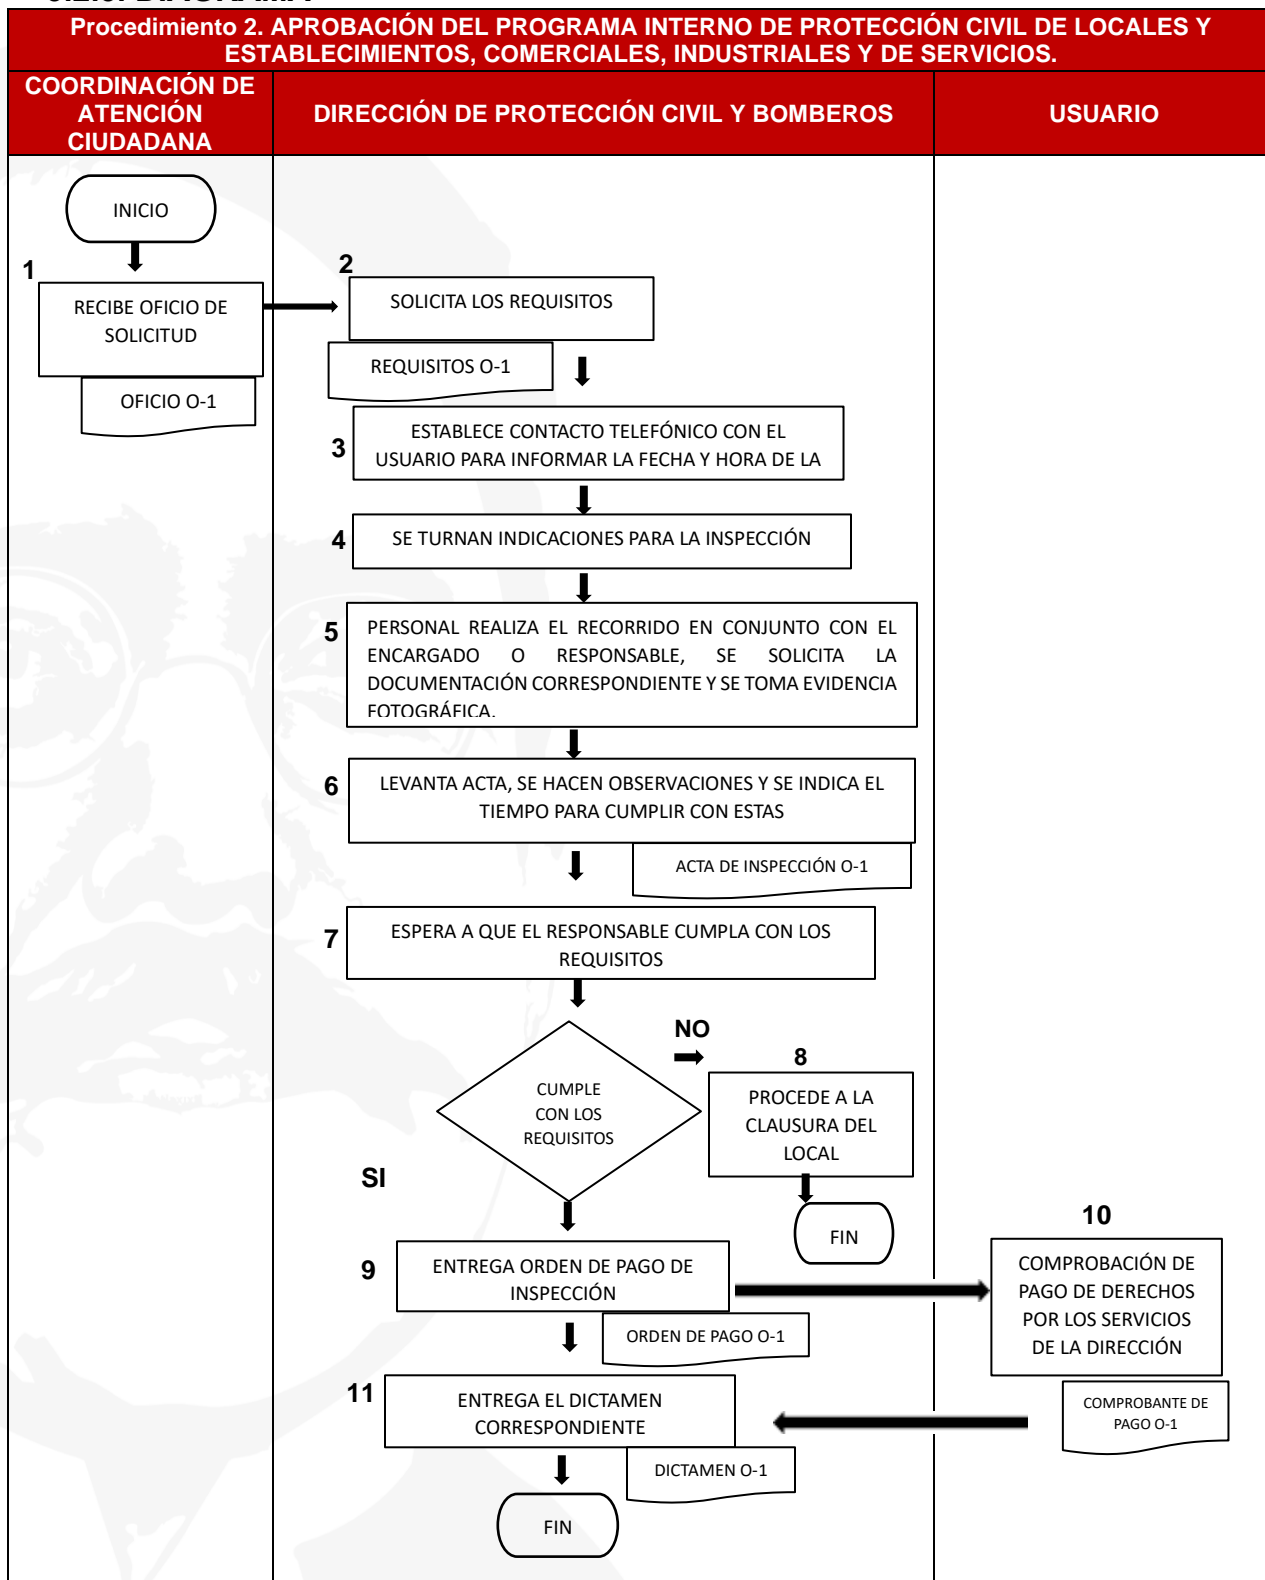 Procedimiento 2. APROBACIÓN DEL PROGRAMA INTERNO DE PROTECCIÓN CIVIL DE LOCALES Y
ESTABLECIMIENTOS, COMERCIALES, INDUSTRIALES Y DE SERVICIOS.
COORDINACIÓN DE
ATENCIÓN
CIUDADANA
DIRECCIÓN DE PROTECCIÓN CIVIL Y BOMBEROS
USUARIO
INICIO
1
RECIBE OFICIO DE
SOLICITUD
OFICIO O-1
2
SOLICITA LOS REQUISITOS
REQUISITOS O-1
3
ESTABLECE CONTACTO TELEFÓNICO CON EL
USUARIO PARA INFORMAR LA FECHA Y HORA DE LA
4
SE TURNAN INDICACIONES PARA LA INSPECCIÓN
5
PERSONAL REALIZA EL RECORRIDO EN CONJUNTO CON EL
ENCARGADO O RESPONSABLE, SE SOLICITA LA
DOCUMENTACIÓN CORRESPONDIENTE Y SE TOMA EVIDENCIA
FOTOGRÁFICA.
6
LEVANTA ACTA, SE HACEN OBSERVACIONES Y SE INDICA EL
TIEMPO PARA CUMPLIR CON ESTAS
ACTA DE INSPECCIÓN O-1
7
ESPERA A QUE EL RESPONSABLE CUMPLA CON LOS
REQUISITOS
CUMPLE
CON LOS
REQUISITOS
NO
8
PROCEDE A LA
CLAUSURA DEL
LOCAL
FIN
SI
9
ENTREGA ORDEN DE PAGO DE
INSPECCIÓN
ORDEN DE PAGO O-1
10
COMPROBACIÓN DE
PAGO DE DERECHOS
POR LOS SERVICIOS
DE LA DIRECCIÓN
COMPROBANTE DE
PAGO O-1
11
ENTREGA EL DICTAMEN
CORRESPONDIENTE
DICTAMEN O-1
FIN